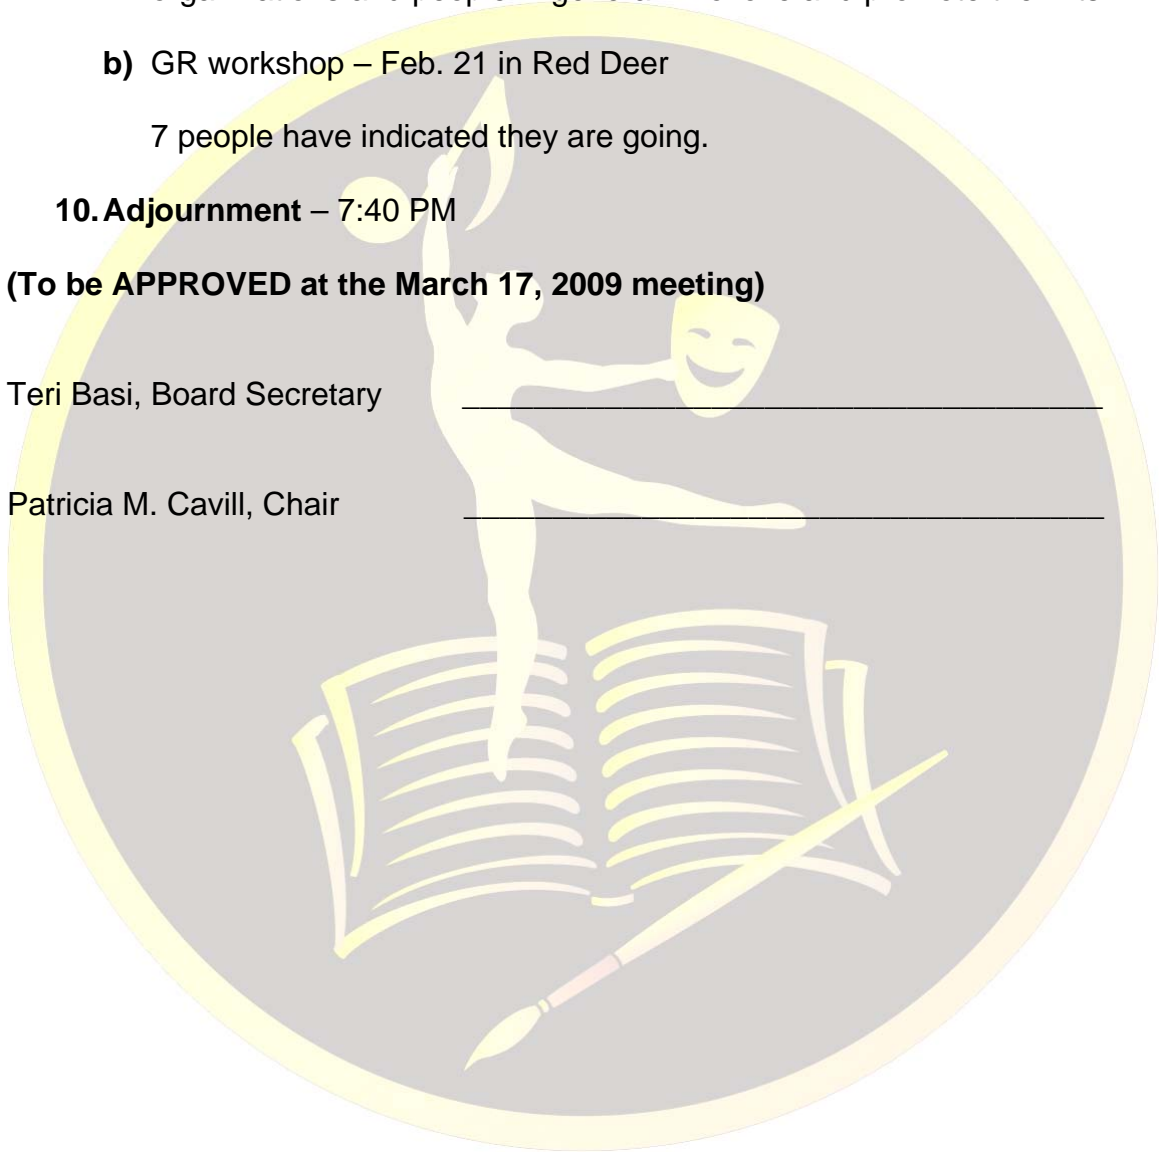 b) GR workshop – Feb. 21 in Red Deer
7 people have indicated they are going.
10. Adjournment – 7:40 PM
(To be APPROVED at the March 17, 2009 meeting)
Teri Basi, Board Secretary
Patricia M. Cavill, Chair